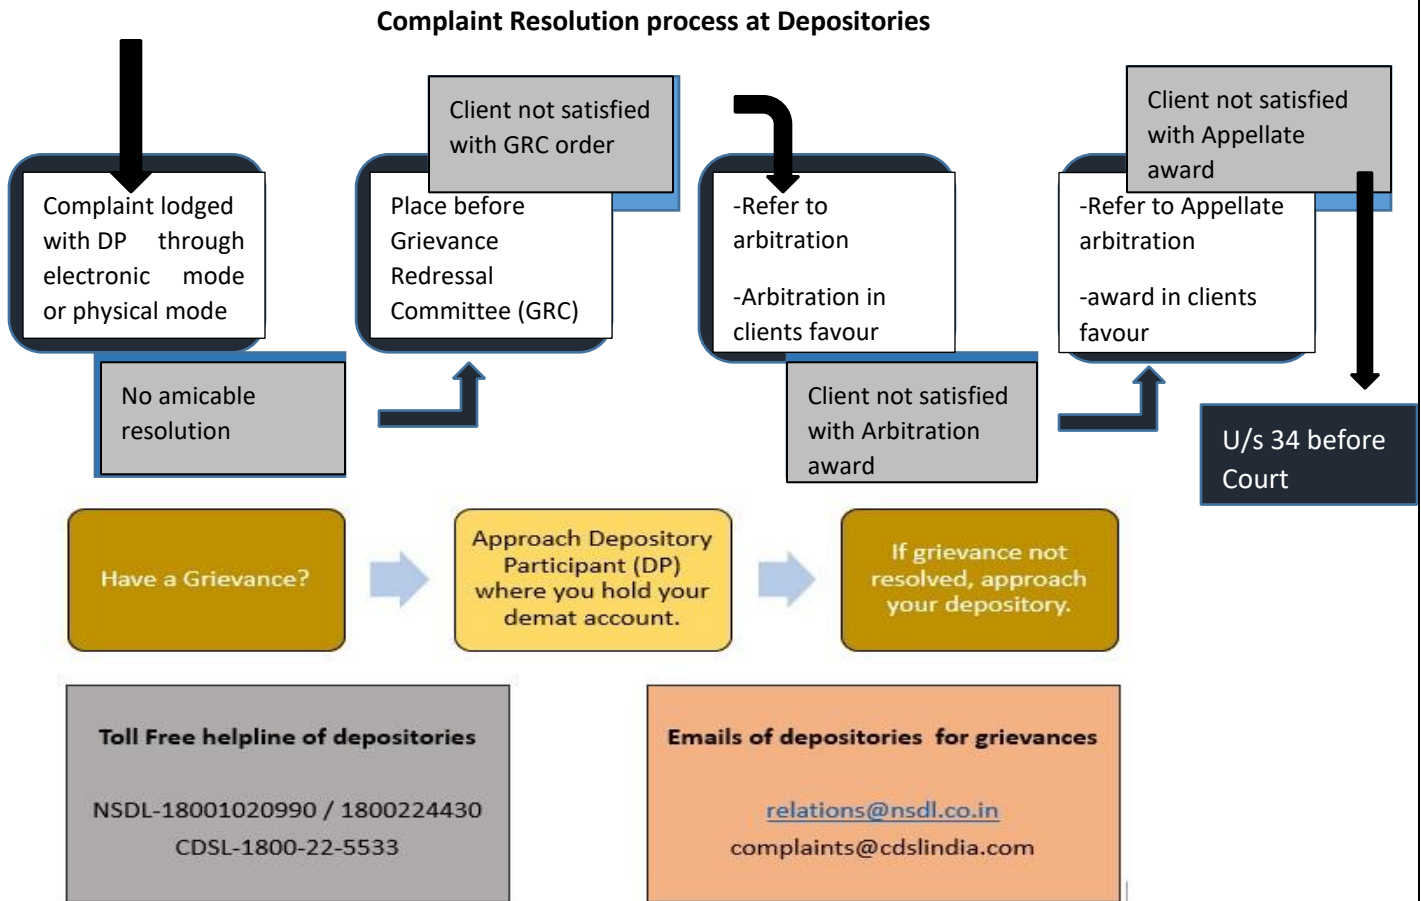 Complaint Resolution process at Depositories
Complaint lodged
with DP through
electronic mode
or physical mode
No amicable
resolution
Place before
Grievance
Redressal
Committee (GRC)
Client not satisfied
with GRC order
-Refer to
arbitration
-Arbitration in
clients favour
Client not satisfied
with Arbitration
award
-Refer to Appellate
arbitration
-award in clients
favour
Client not satisfied
with Appellate
award
U/s 34 before
Court
Have a Grievance?
Approach Depository
Participant (DP)
where you hold your
demat account.
If grievance not
resolved, approach
your depository.
Toll Free helpline of depositories
NSDL-18001020990 / 1800224430
CDSL-1800-22-5533
Emails of depositories for grievances
relations@nsdl.co.in
complaints@cdslindia.com